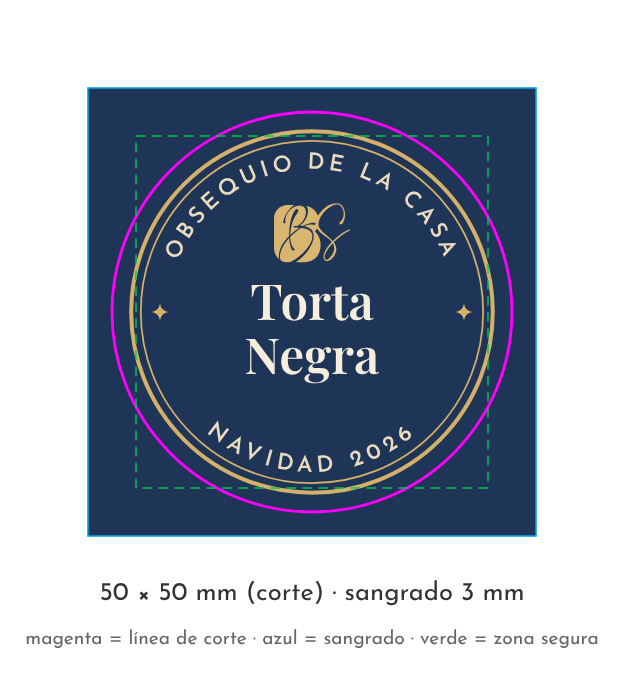 OBSEQUIO DE LA CASA
BS
Torta
Negra
NAVIDAD 2026
50 × 50 mm (corte) · sangrado 3 mm
magenta = línea de corte · azul = sangrado · verde = zona segura